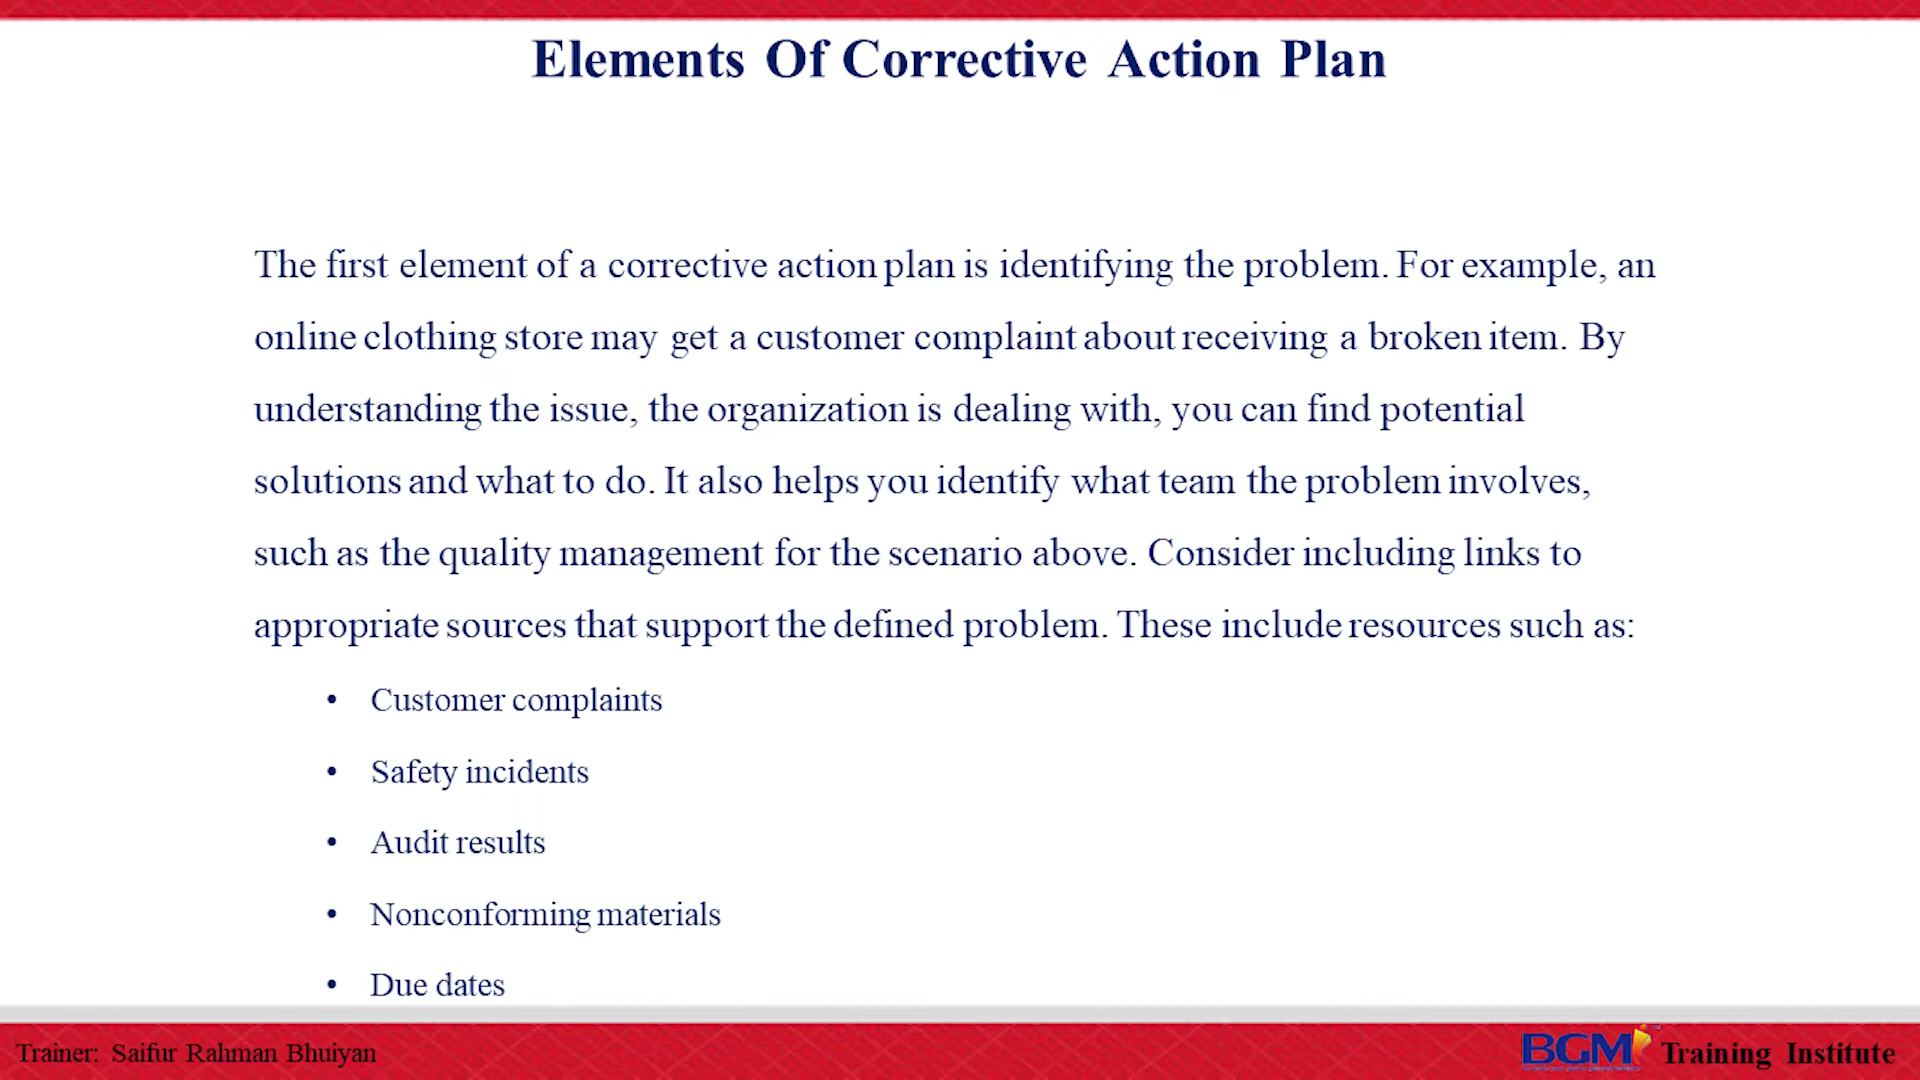 Elements Of Corrective Action Plan
The first element of a corrective action plan is identifying the problem. For example, an
online clothing store may get a customer complaint about receiving a broken item. By
understanding the issue, the organization is dealing with, you can find potential
solutions and what to do. It also helps you identify what team the problem involves,
such as the quality management for the scenario above. Consider including links to
appropriate sources that support the defined problem. These include resources such as:
• Customer complaints
• Safety incidents
• Audit results
• Nonconforming materials
• Due dates
Trainer: Saifur Rahman Bhuiyan
BGM Training Institute